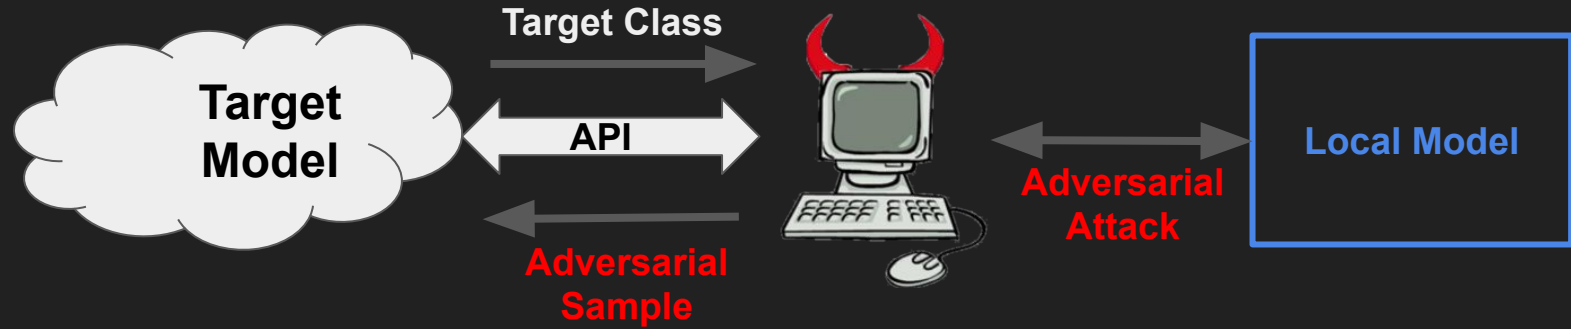 Target Class
Target
Model
API
Local Model
Adversarial
Attack
Adversarial
Sample